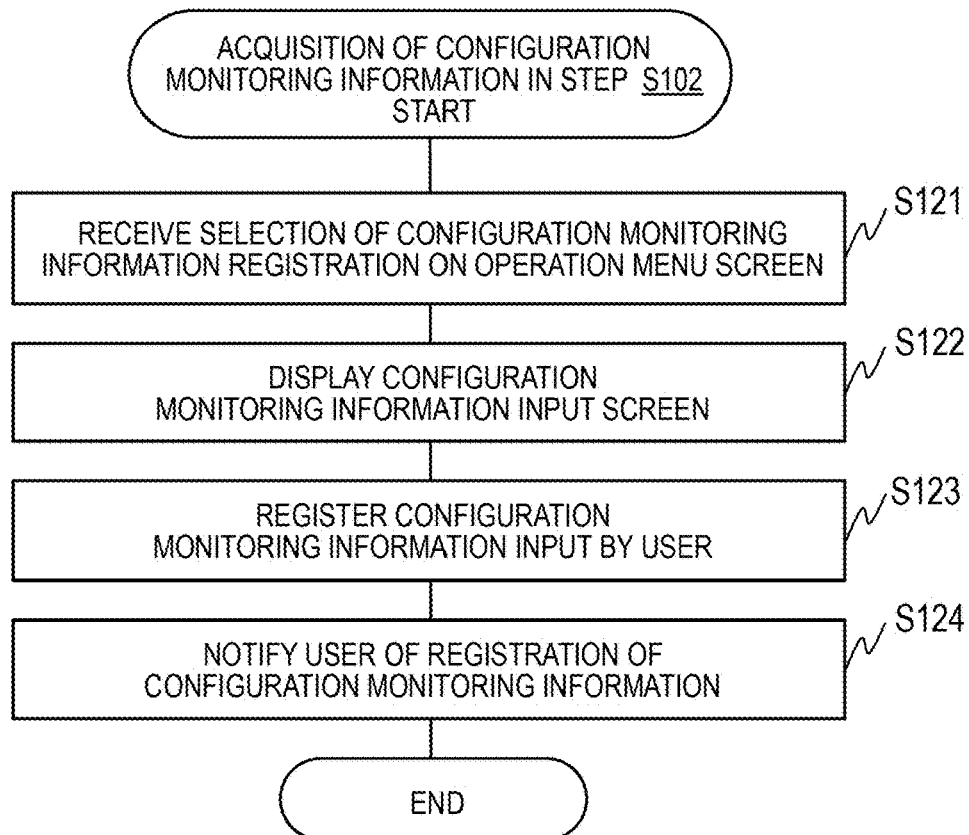 ACQUISITION OF CONFIGURATION
MONITORING INFORMATION IN STEP S102
START
S121
RECEIVE SELECTION OF CONFIGURATION MONITORING
INFORMATION REGISTRATION ON OPERATION MENU SCREEN
S122
DISPLAY CONFIGURATION
MONITORING INFORMATION INPUT SCREEN
S123
REGISTER CONFIGURATION
MONITORING INFORMATION INPUT BY USER
S124
NOTIFY USER OF REGISTRATION OF
CONFIGURATION MONITORING INFORMATION
END